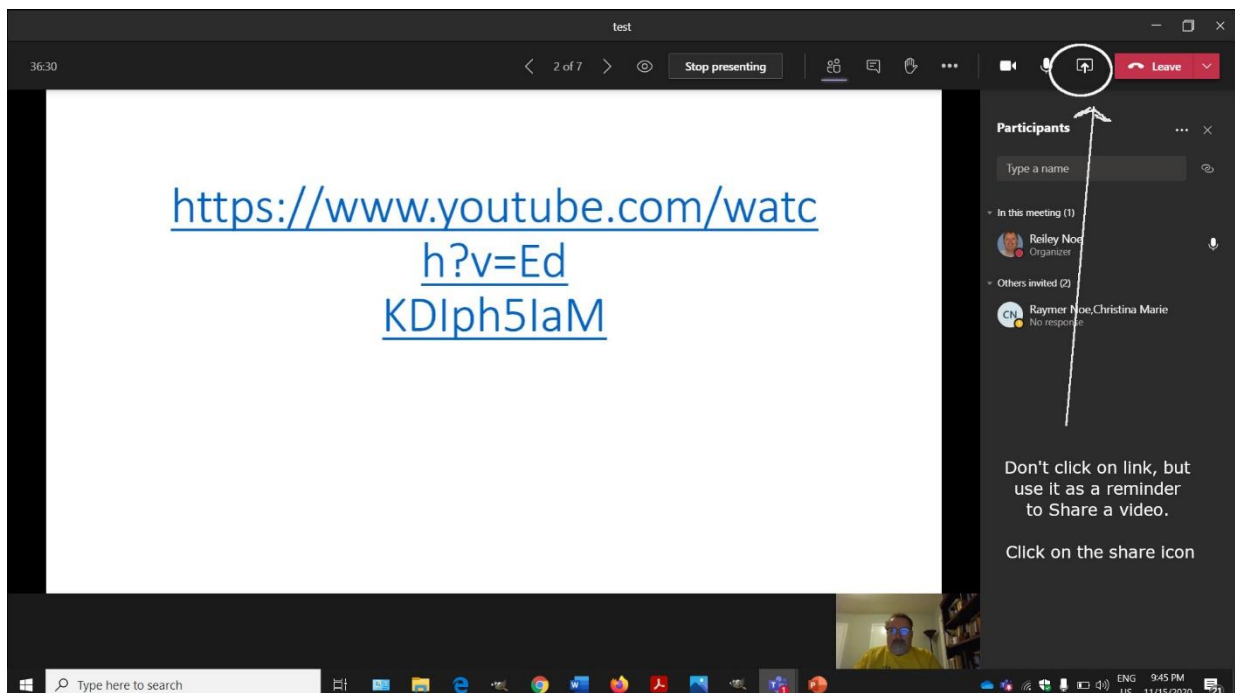 test
36:30
2 of 7
Stop presenting
Leave
https://www.youtube.com/watc
h?v=Ed
KDIph5IaM
Participants
Type a name
In this meeting (1)
Reiley Noe
Organizer
Others invited (2)
CN
Raymer Noe,Christina Marie
No response
Don't click on link, but
use it as a reminder
to Share a video.
Click on the share icon
Type here to search
ENG
US
9:45 PM
11/15/2020
21